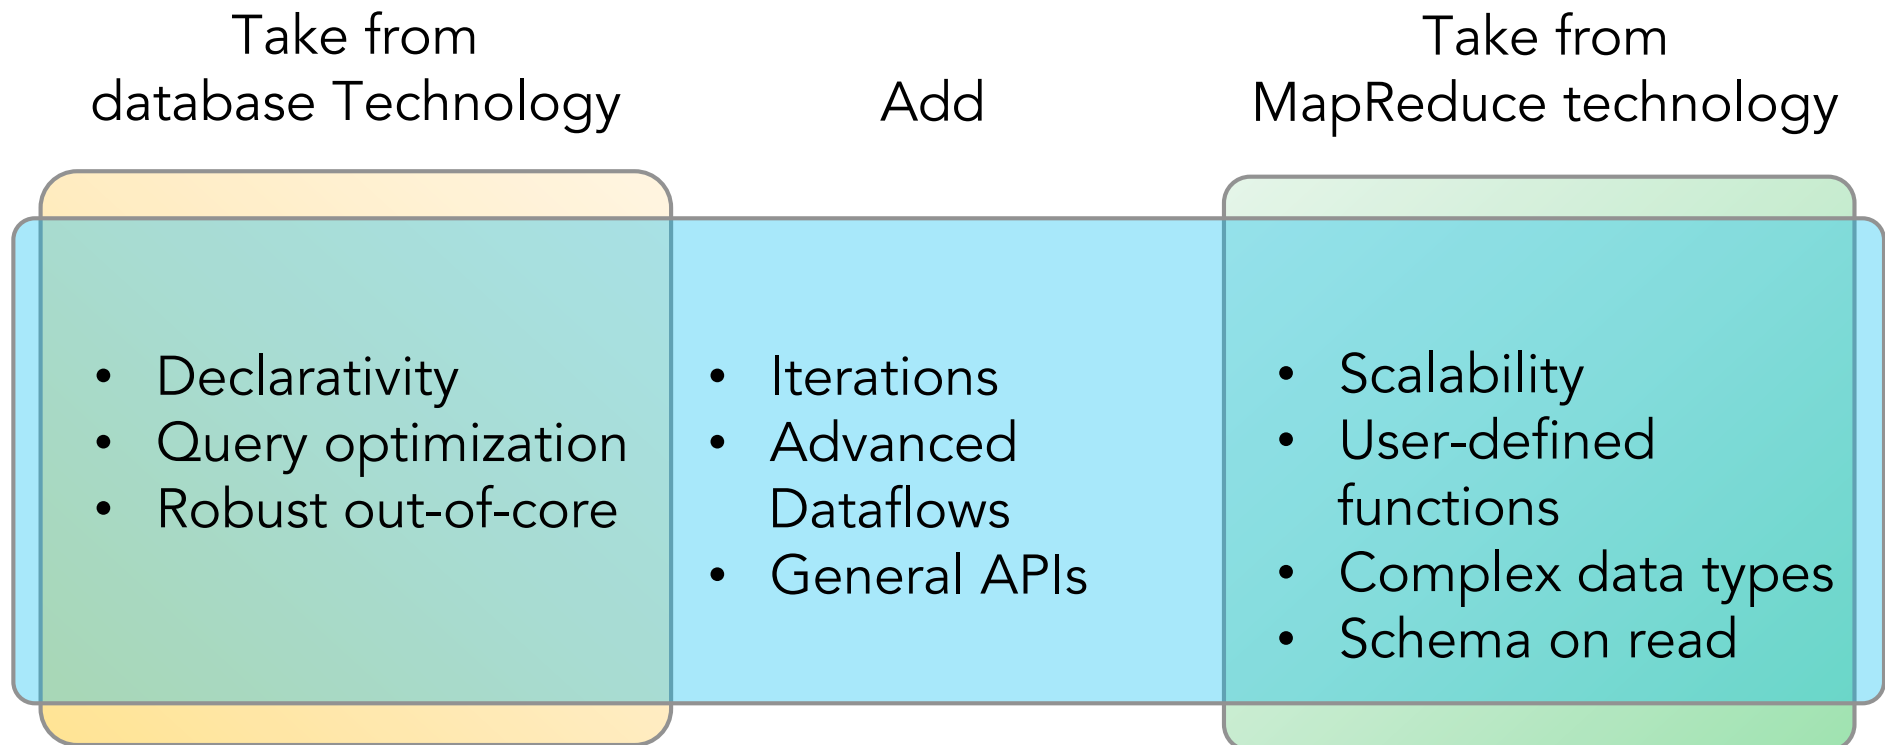 Take from
database Technology
Add
Take from
MapReduce technology
• Declarativity
• Query optimization
• Robust out-of-core
• Iterations
• Advanced
Dataflows
• General APIs
• Scalability
• User-defined
functions
• Complex data types
• Schema on read